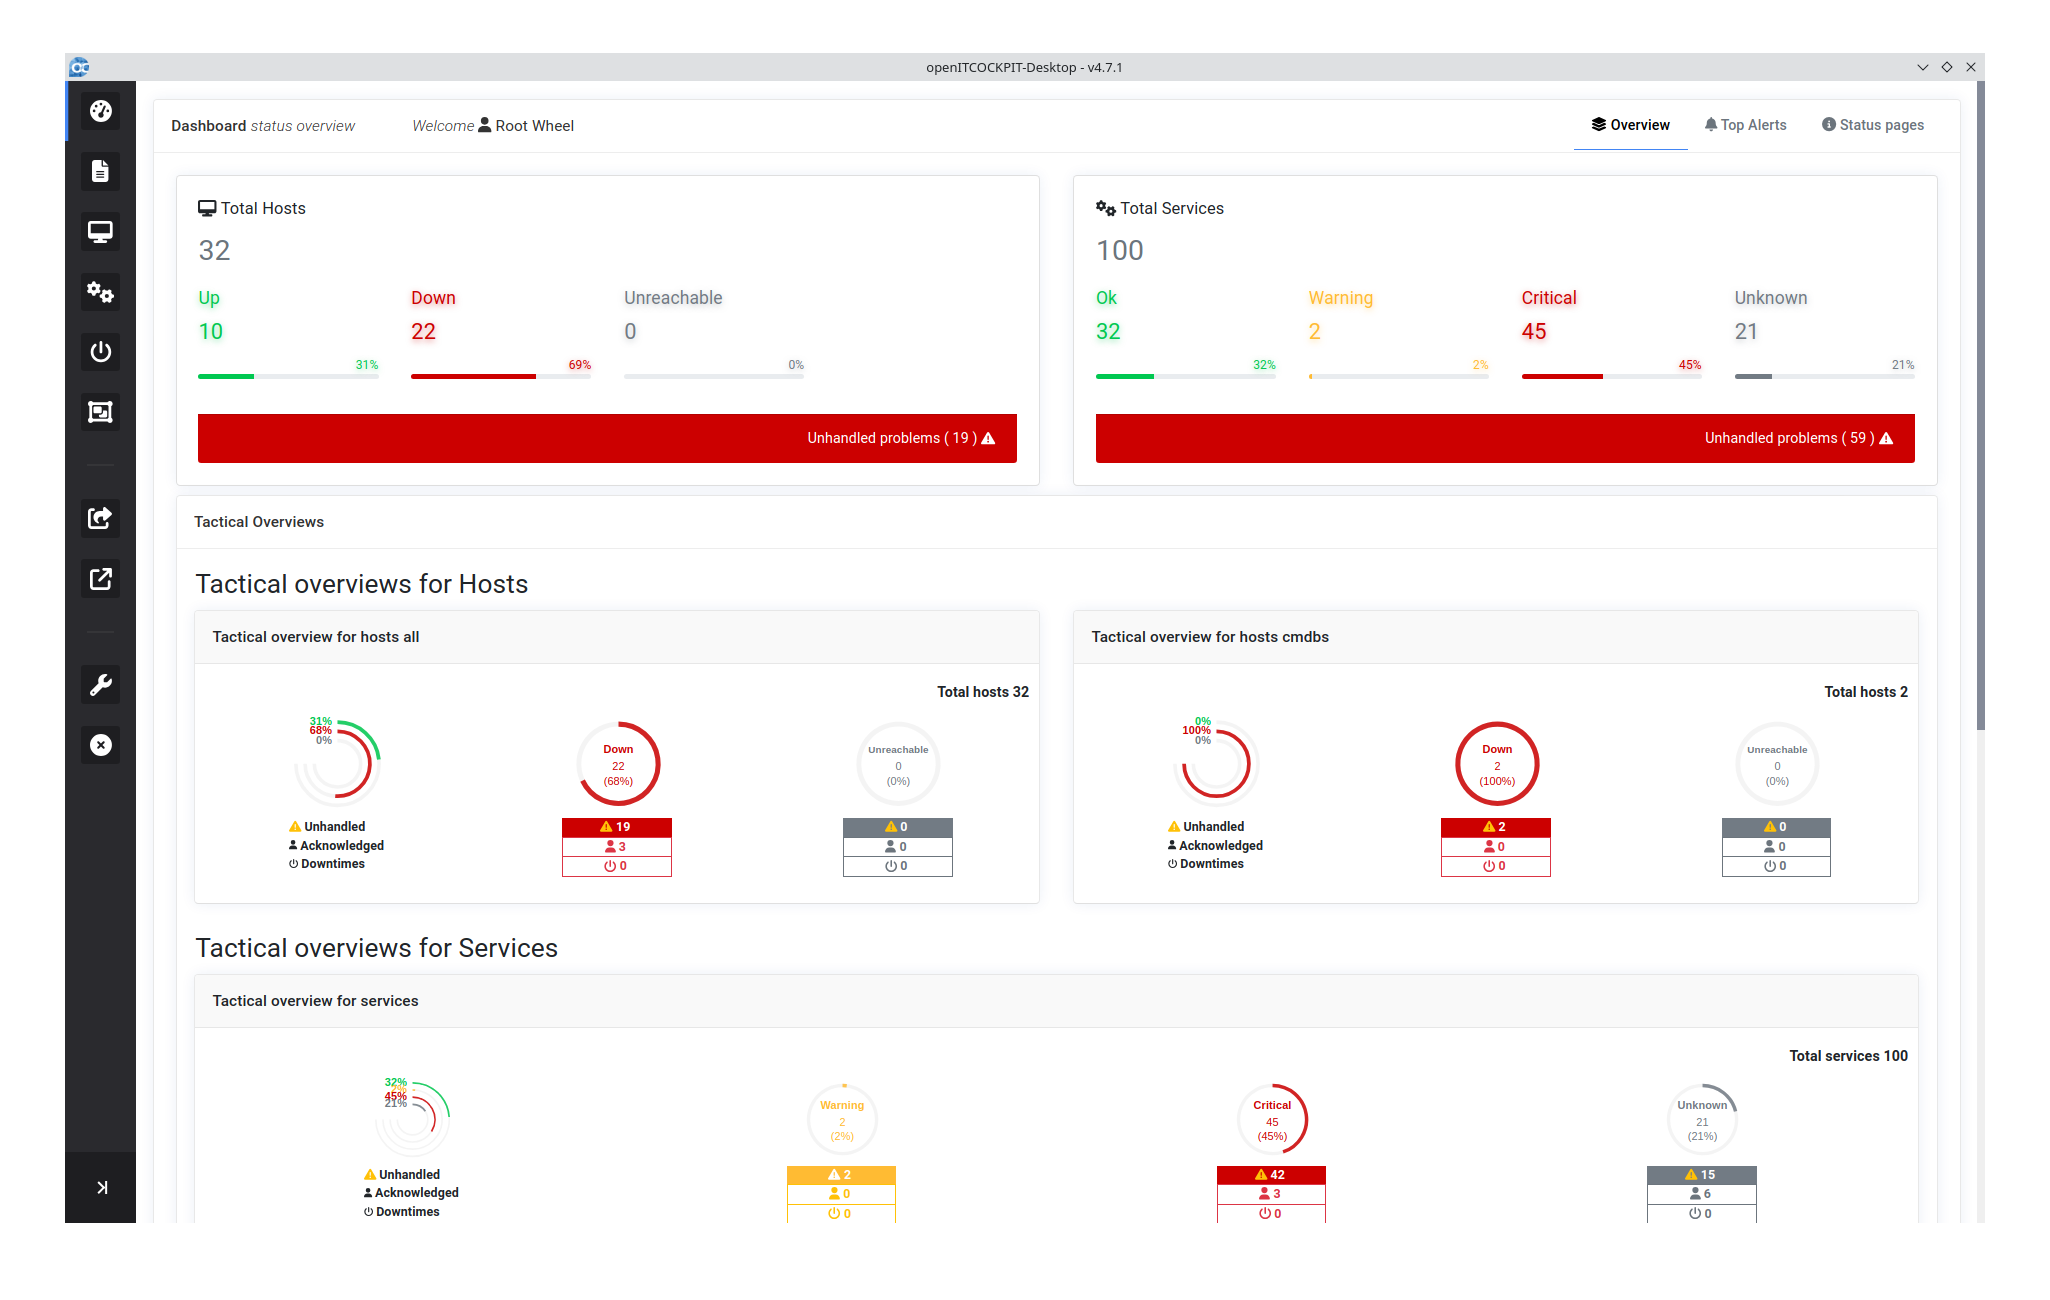 openITCOCKPIT-Desktop - v4.7.1
Dashboard status overview Welcome Root Wheel Overview Top Alerts Status pages
Total Hosts
32
Up Down Unreachable
10 22 0
31% 69% 0%
Unhandled problems ( 19 )
Total Services
100
Ok Warning Critical Unknown
32 2 45 21
32% 2% 45% 21%
Unhandled problems ( 59 )
Tactical Overviews
Tactical overviews for Hosts
Tactical overview for hosts all
Total hosts 32
31%
68%
0%
Unhandled
Acknowledged
Downtimes
Down
22
(68%)
19
3
0
Unreachable
0
(0%)
0
0
0
Tactical overview for hosts cmdbs
Total hosts 2
0%
100%
0%
Unhandled
Acknowledged
Downtimes
Down
2
(100%)
2
0
0
Unreachable
0
(0%)
0
0
0
Tactical overviews for Services
Tactical overview for services
Total services 100
32%
2%
45%
21%
Unhandled
Acknowledged
Downtimes
Warning
2
(2%)
2
0
0
Critical
45
(45%)
42
3
0
Unknown
21
(21%)
15
6
0